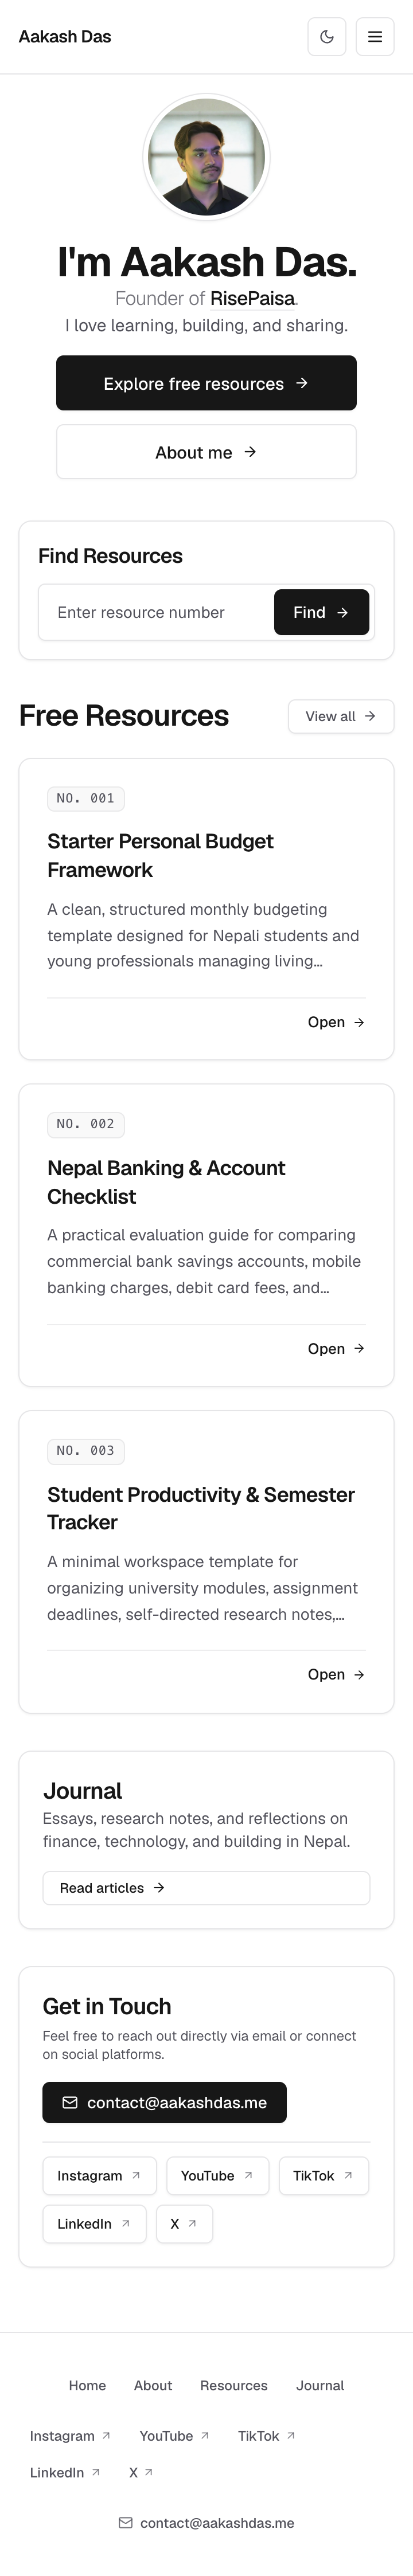 Aakash Das
I'm Aakash Das.
Founder of RisePaisa.
I love learning, building, and sharing.
Explore free resources →
About me →
Find Resources
Enter resource number
Find →
Free Resources
View all →
NO. 001
Starter Personal Budget
Framework
A clean, structured monthly budgeting
template designed for Nepali students and
young professionals managing living...
Open →
NO. 002
Nepal Banking & Account
Checklist
A practical evaluation guide for comparing
commercial bank savings accounts, mobile
banking charges, debit card fees, and...
Open →
NO. 003
Student Productivity & Semester
Tracker
A minimal workspace template for
organizing university modules, assignment
deadlines, self-directed research notes,...
Open →
Journal
Essays, research notes, and reflections on
finance, technology, and building in Nepal.
Read articles →
Get in Touch
Feel free to reach out directly via email or connect
on social platforms.
contact@aakashdas.me
Instagram ↗ YouTube ↗ TikTok ↗
LinkedIn ↗ X ↗
Home About Resources Journal
Instagram ↗ YouTube ↗ TikTok ↗
LinkedIn ↗ X ↗
contact@aakashdas.me